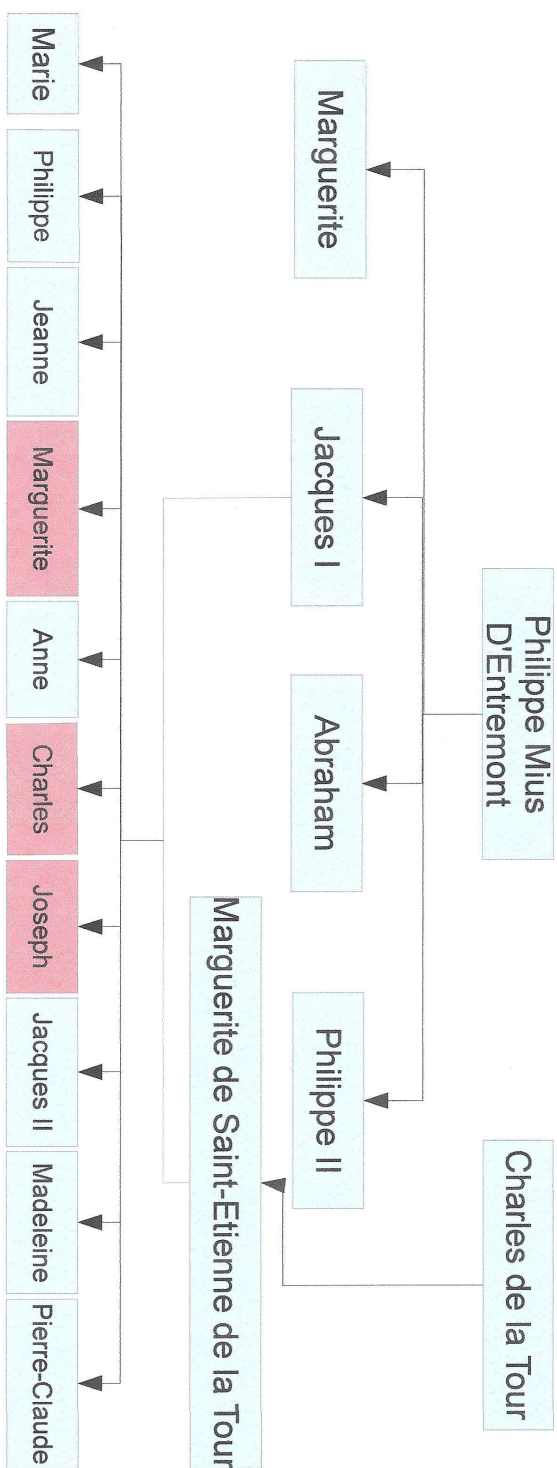 Philippe Mius
D'Entremont
Charles de la Tour
Marguerite
Jacques I
Abraham
Philippe II
Marguerite de Saint-Etienne de la Tour
Marie
Philippe
Jeanne
Marguerite
Anne
Charles
Joseph
Jacques II
Madeleine
Pierre-Claude